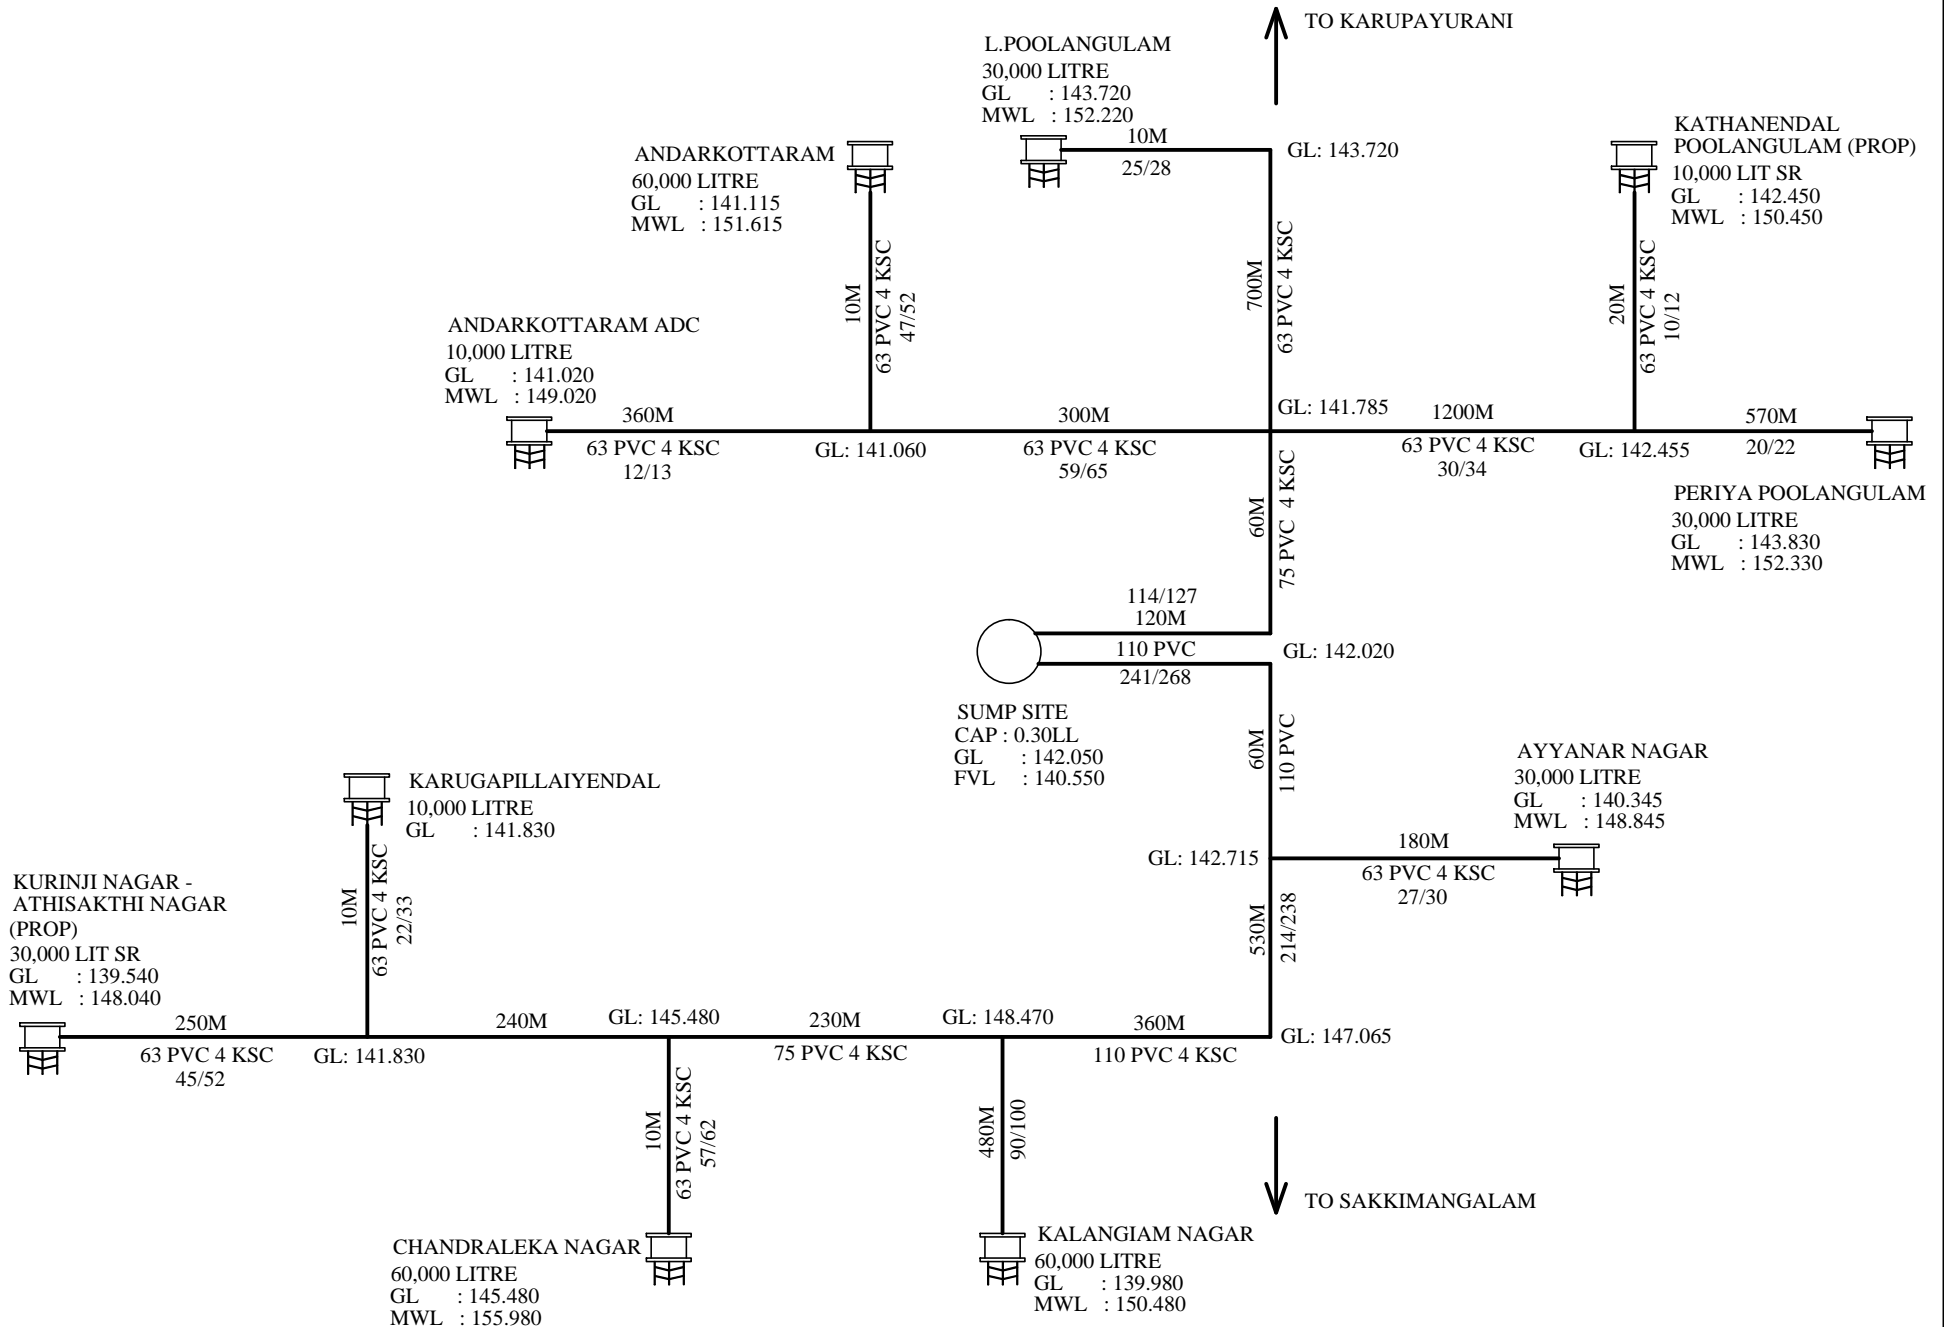 TO KARUPAYURANI
L.POOLANGULAM
30,000 LITRE
GL : 143.720
MWL : 152.220
10M
25/28
GL: 143.720
KATHANENDAL
POOLANGULAM (PROP)
10,000 LIT SR
GL : 142.450
MWL : 150.450
ANDARKOTTARAM
60,000 LITRE
GL : 141.115
MWL : 151.615
10M
63 PVC 4 KSC
47/52
700M
63 PVC 4 KSC
20M
63 PVC 4 KSC
10/12
ANDARKOTTARAM ADC
10,000 LITRE
GL : 141.020
MWL : 149.020
360M
63 PVC 4 KSC
12/13
GL: 141.060
300M
63 PVC 4 KSC
59/65
GL: 141.785
1200M
63 PVC 4 KSC
30/34
GL: 142.455
570M
20/22
PERIYA POOLANGULAM
30,000 LITRE
GL : 143.830
MWL : 152.330
60M
75 PVC 4 KSC
114/127
120M
110 PVC
241/268
GL: 142.020
SUMP SITE
CAP : 0.30LL
GL : 142.050
FVL : 140.550
60M
110 PVC
AYYANAR NAGAR
30,000 LITRE
GL : 140.345
MWL : 148.845
GL: 142.715
180M
63 PVC 4 KSC
27/30
KARUGAPILLAIYENDAL
10,000 LITRE
GL : 141.830
10M
63 PVC 4 KSC
22/33
530M
214/238
KURINJI NAGAR -
ATHISAKTHI NAGAR
(PROP)
30,000 LIT SR
GL : 139.540
MWL : 148.040
250M
63 PVC 4 KSC
45/52
GL: 141.830
240M
GL: 145.480
230M
75 PVC 4 KSC
GL: 148.470
360M
110 PVC 4 KSC
GL: 147.065
10M
63 PVC 4 KSC
57/62
480M
90/100
TO SAKKIMANGALAM
CHANDRALEKA NAGAR
60,000 LITRE
GL : 145.480
MWL : 155.980
KALANGIAM NAGAR
60,000 LITRE
GL : 139.980
MWL : 150.480